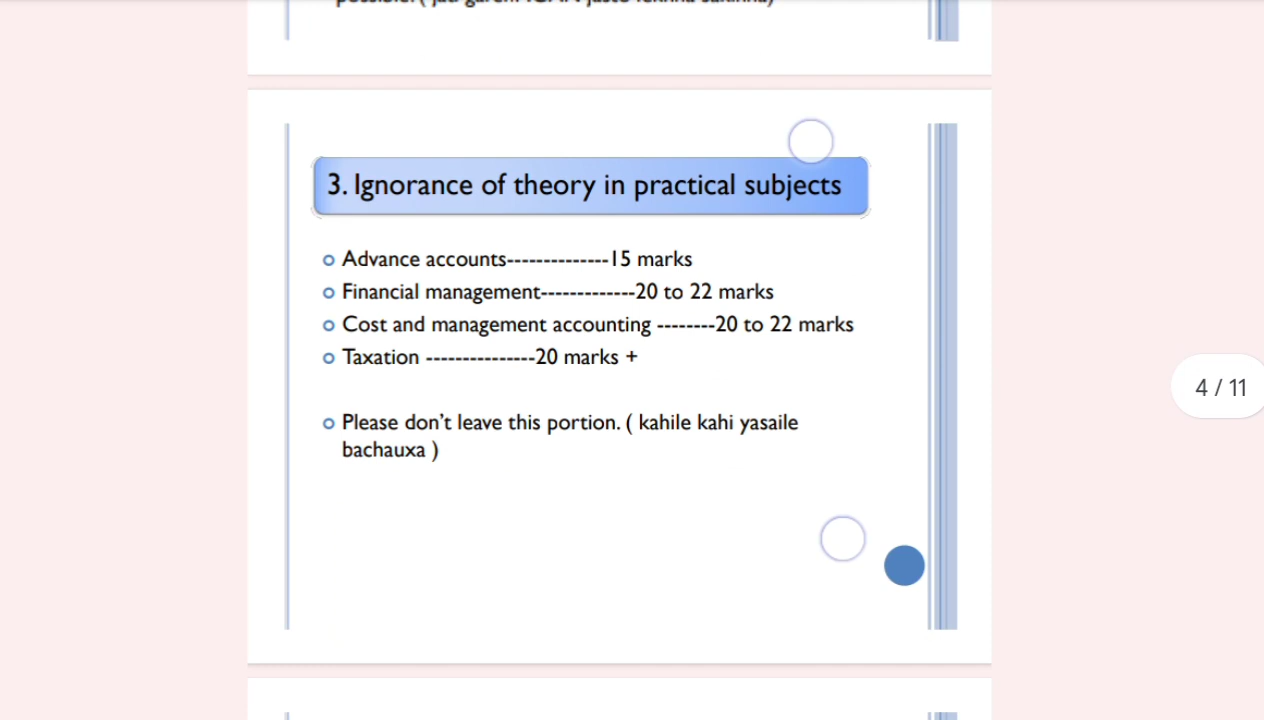 3. Ignorance of theory in practical subjects
Advance accounts--------------15 marks
Financial management-------------20 to 22 marks
Cost and management accounting --------20 to 22 marks
Taxation ---------------20 marks +
4 / 11
Please don’t leave this portion. ( kahile kahi yasaile
bachauxa )